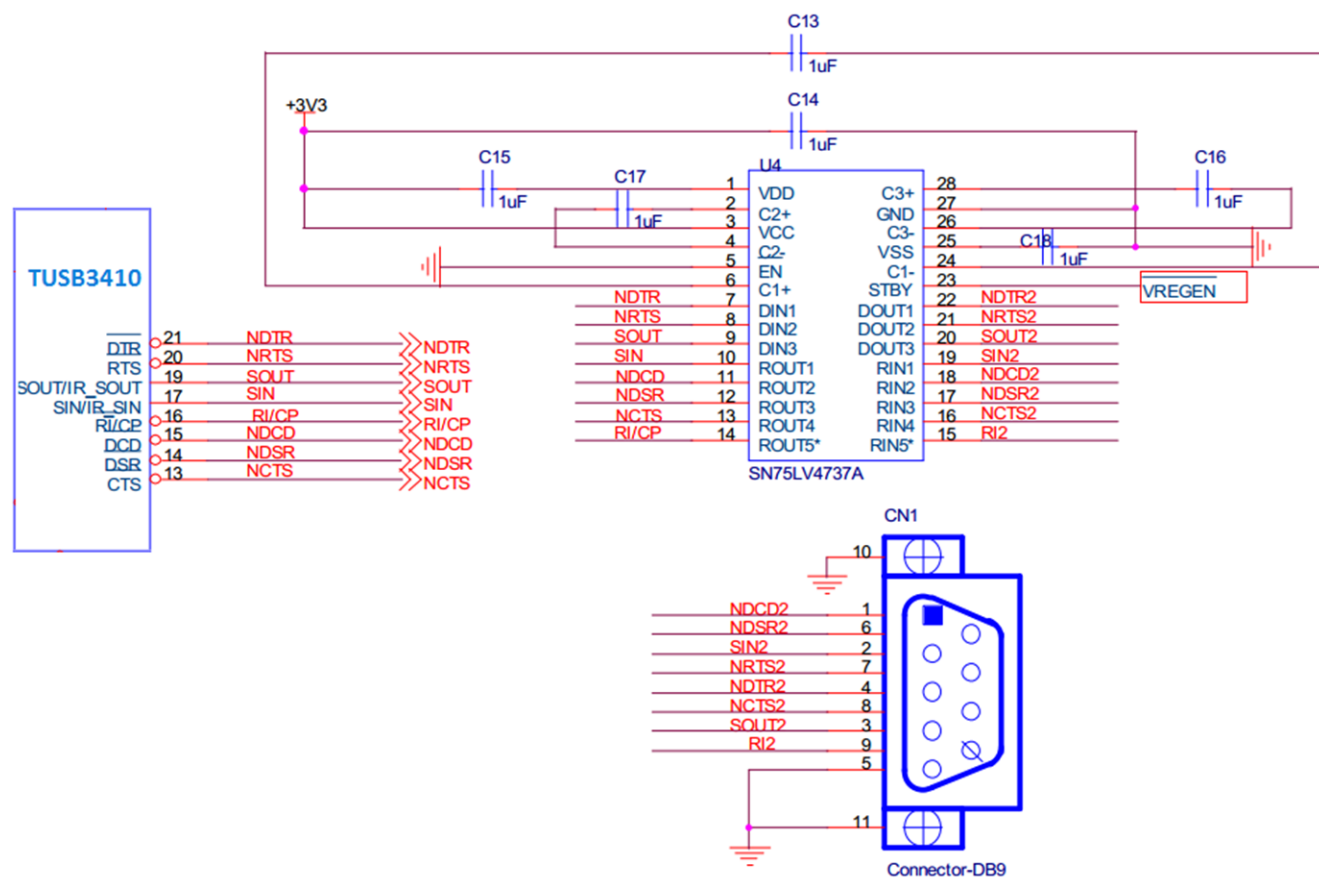 C13
1uF
+3V3
C14
1uF
C15
1uF
C17
1uF
C16
1uF
C18
1uF
U4
1 VDD C3+ 28
2 C2+ GND 27
3 VCC C3- 26
4 C2- VSS 25
5 EN C1- 24
6 C1+ STBY 23 VREGEN
NDTR 7 DIN1 DOUT1 22 NDTR2
NRTS 8 DIN2 DOUT2 21 NRTS2
SOUT 9 DIN3 DOUT3 20 SOUT2
SIN 10 ROUT1 RIN1 19 SIN2
NDCD 11 ROUT2 RIN2 18 NDCD2
NDSR 12 ROUT3 RIN3 17 NDSR2
NCTS 13 ROUT4 RIN4 16 NCTS2
RI/CP 14 ROUT5* RIN5* 15 RI2
SN75LV4737A
TUSB3410
DTR 21 NDTR NDTR
RTS 20 NRTS NRTS
SOUT/IR_SOUT 19 SOUT SOUT
SIN/IR_SIN 17 SIN SIN
RI/CP 16 RI/CP RI/CP
DCD 15 NDCD NDCD
DSR 14 NDSR NDSR
CTS 13 NCTS NCTS
CN1
10
NDCD2 1
NDSR2 6
SIN2 2
NRTS2 7
NDTR2 4
NCTS2 8
SOUT2 3
RI2 9
5
11
Connector-DB9